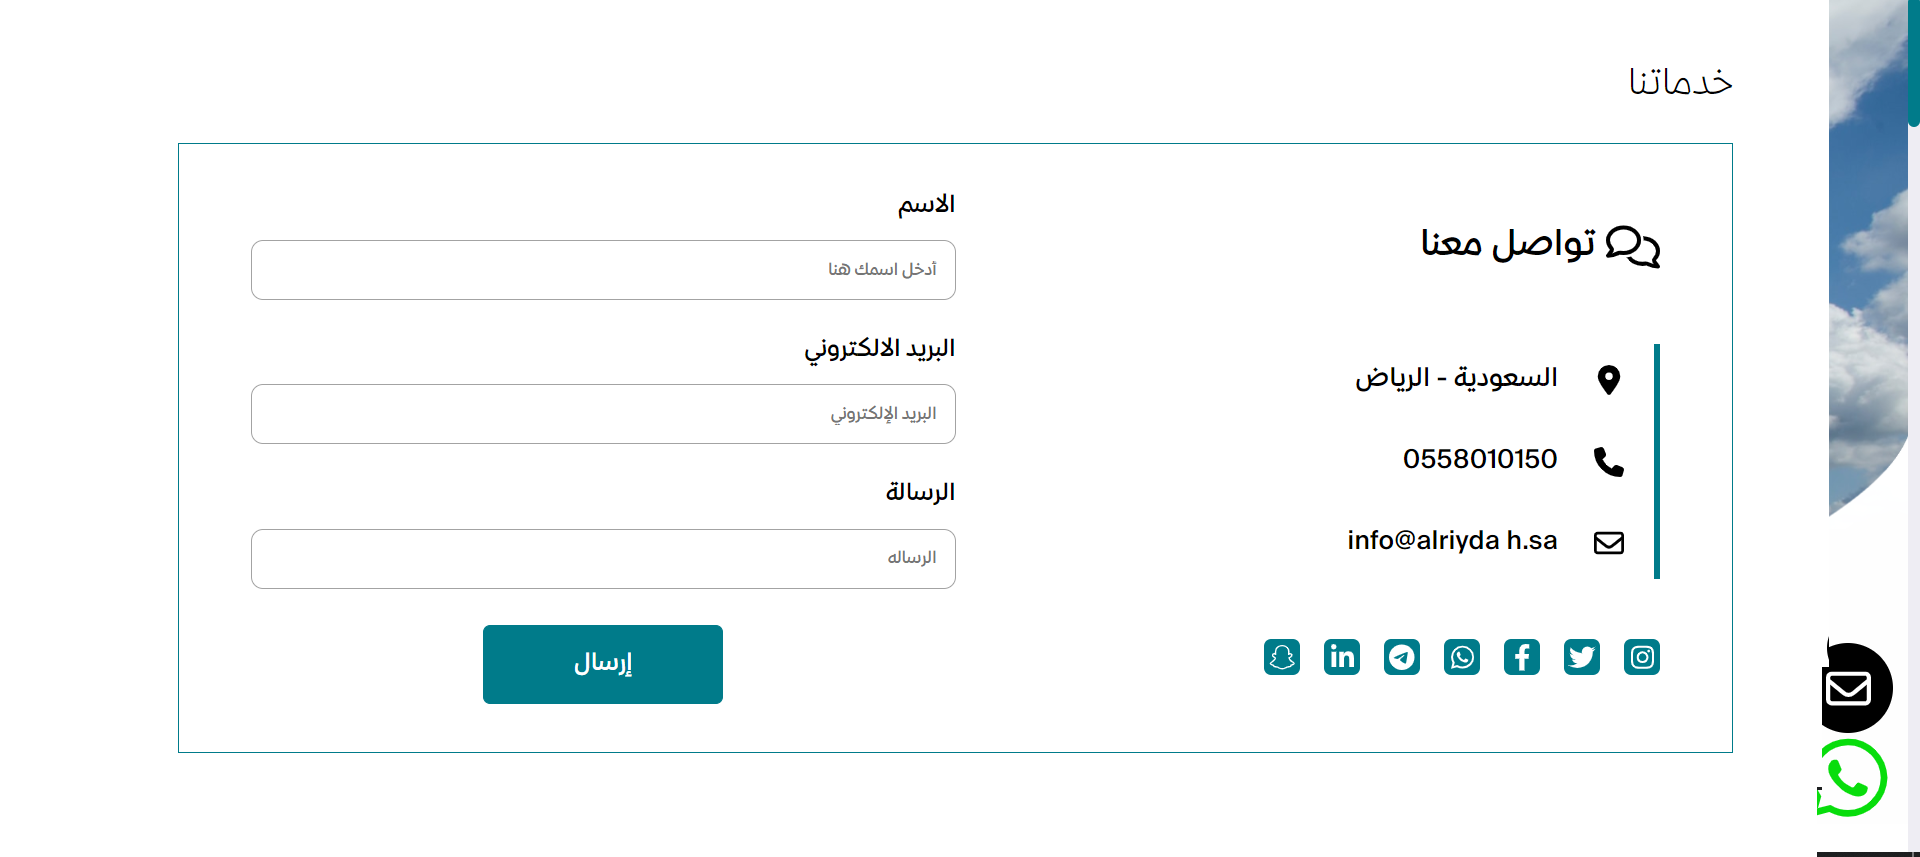 خدماتنا
تواصل معنا
السعودية - الرياض
0558010150
info@alriyda h.sa
الاسم
أدخل اسمك هنا
البريد الالكتروني
البريد الإلكتروني
الرسالة
الرساله
إرسال